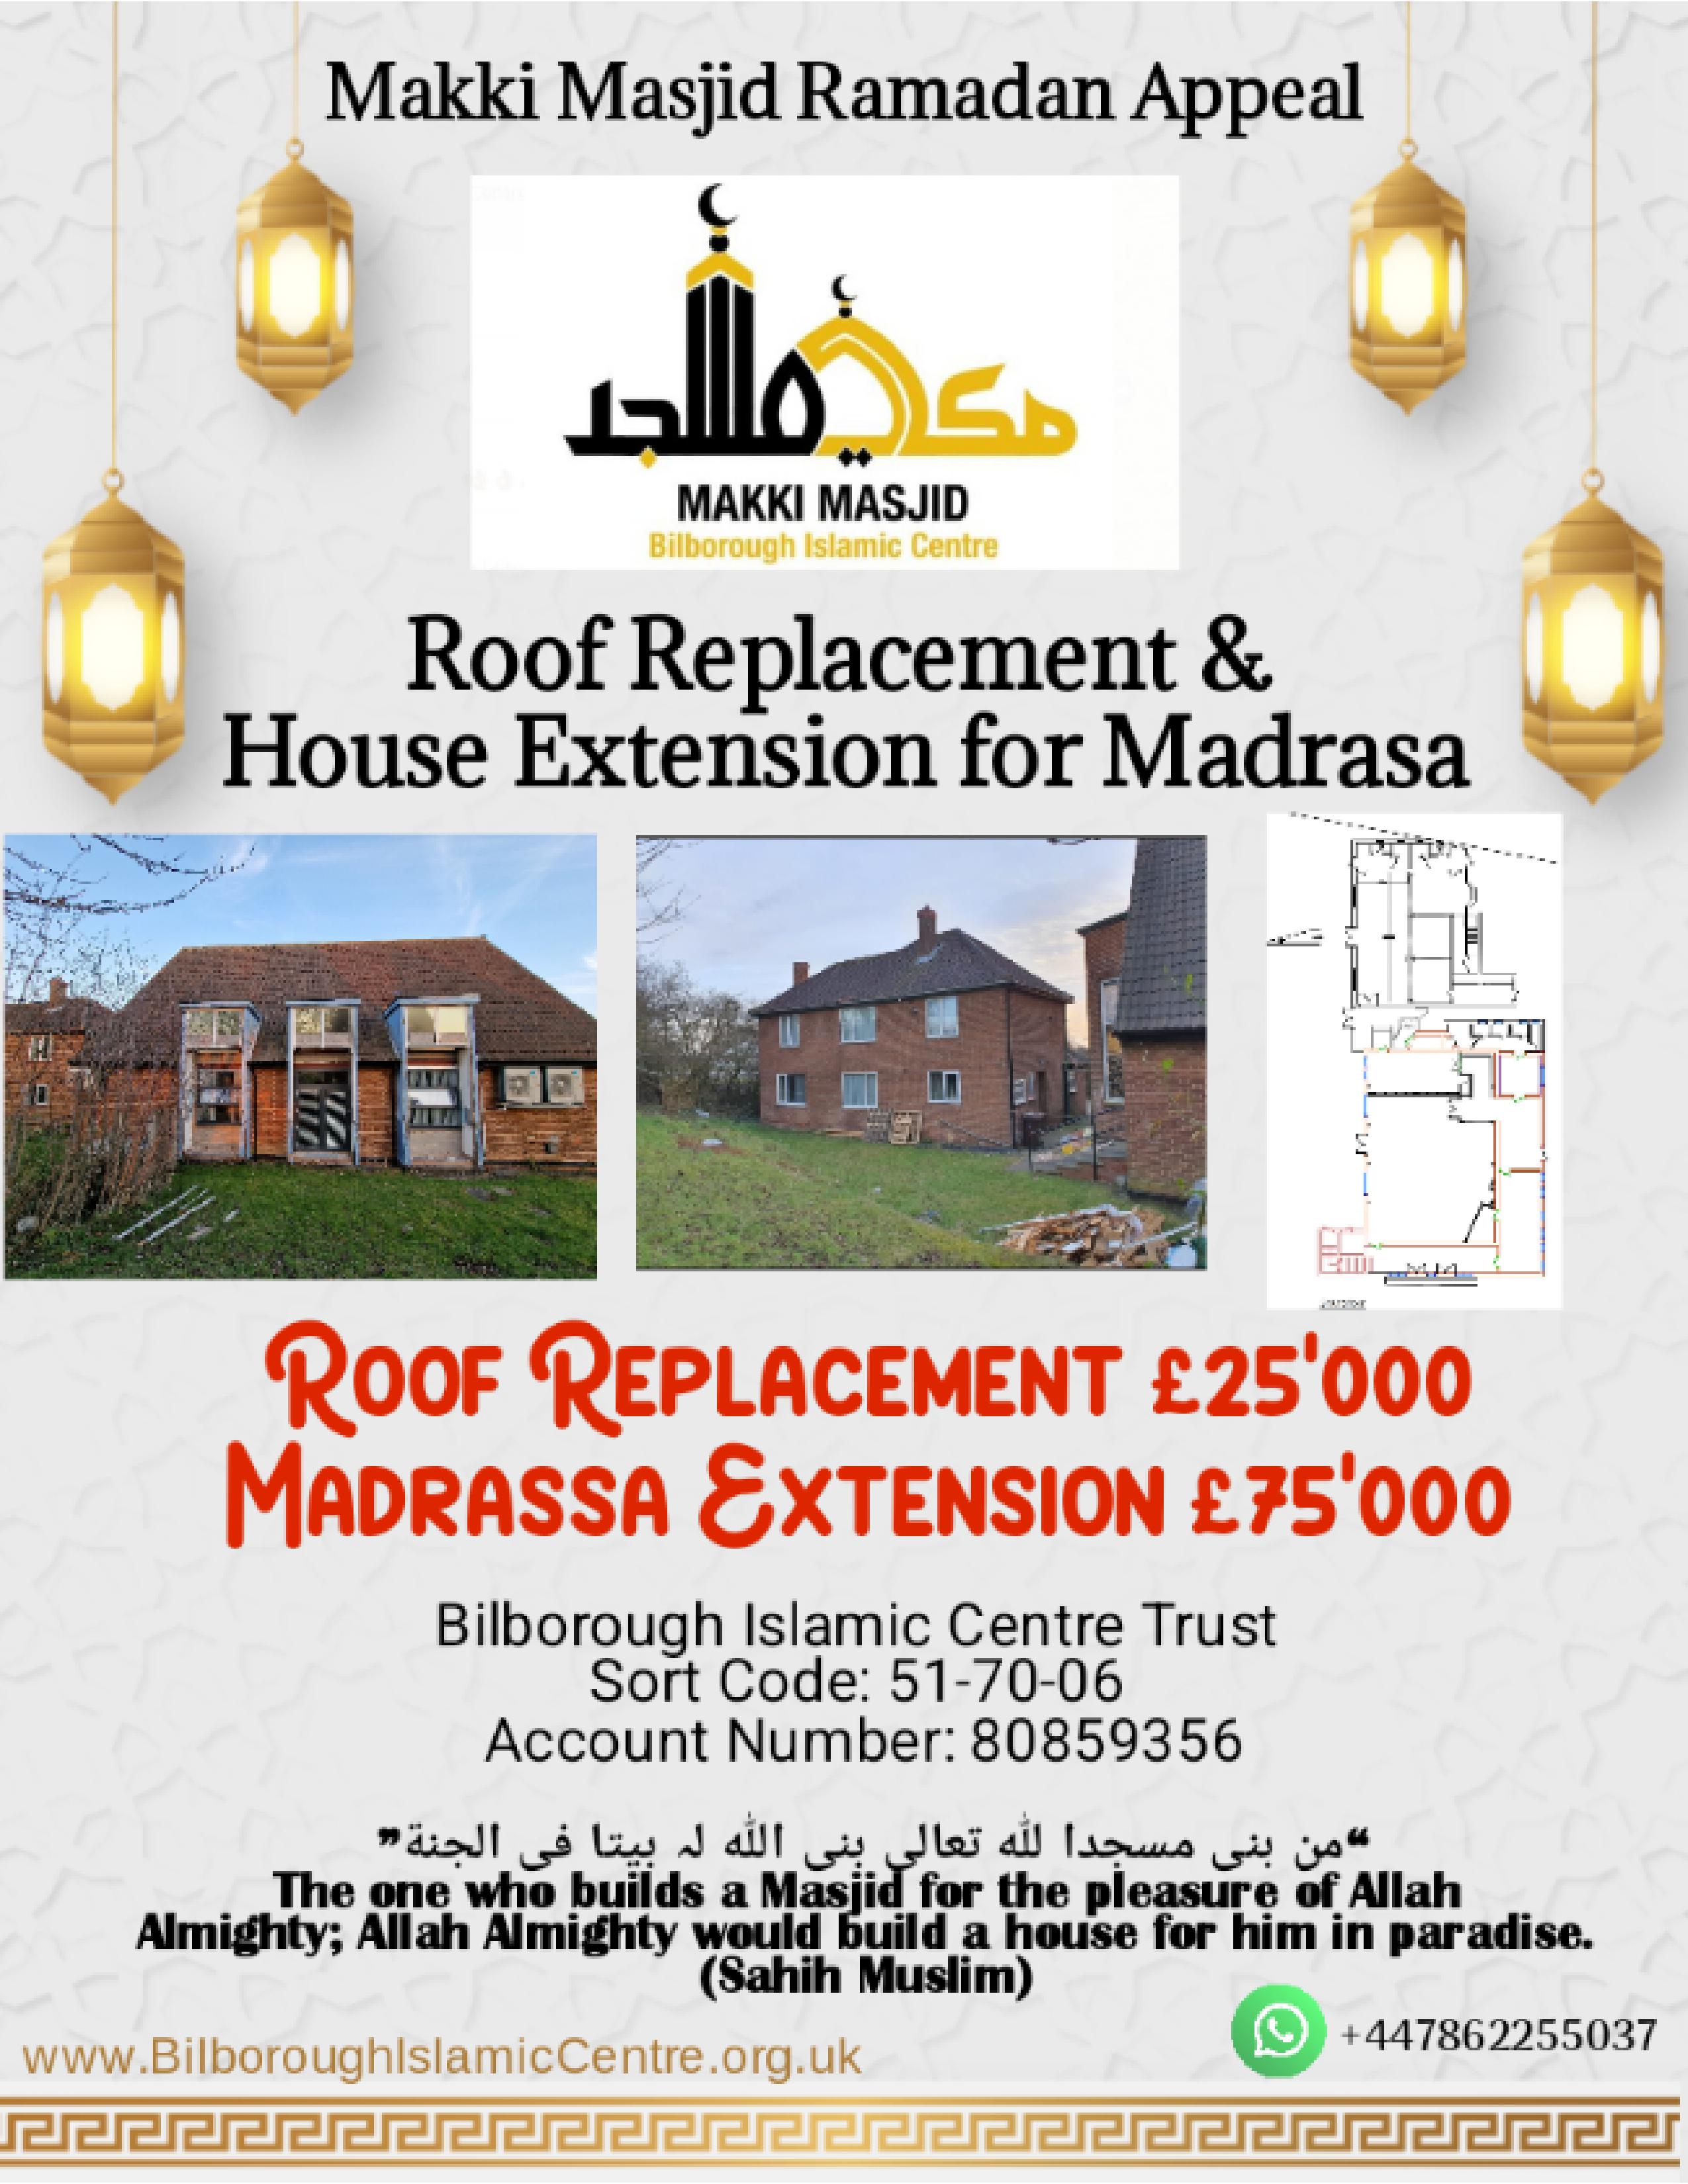 Makki Masjid Ramadan Appeal
مكي مسجد
MAKKI MASJID
Bilborough Islamic Centre
Roof Replacement &
House Extension for Madrasa
Roof Replacement £25'000
Madrassa Extension £75'000
Bilborough Islamic Centre Trust
Sort Code: 51-70-06
Account Number: 80859356
“من بنى مسجدا لله تعالى بنى الله لہ بيتا فى الجنة”
The one who builds a Masjid for the pleasure of Allah
Almighty; Allah Almighty would build a house for him in paradise.
(Sahih Muslim)
+447862255037
www.BilboroughIslamicCentre.org.uk